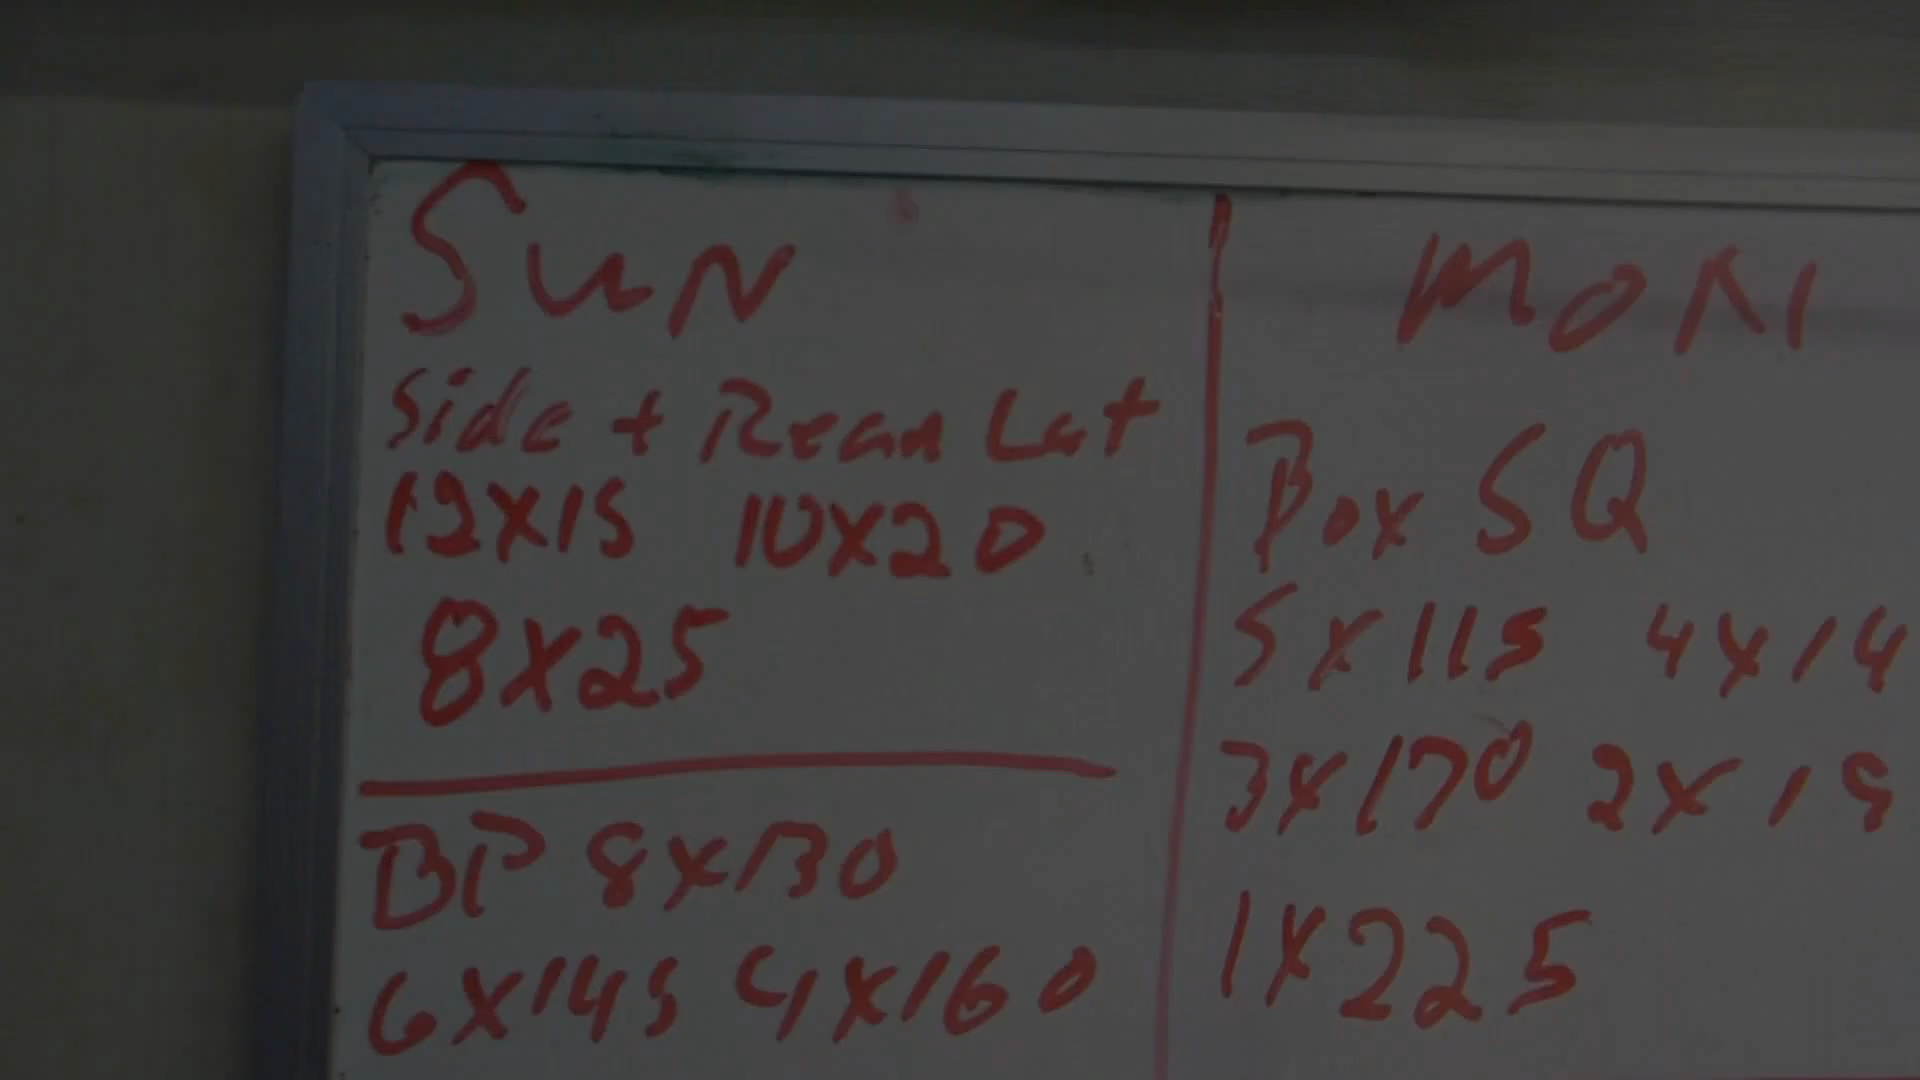 SUN
Side + Rear Lat
12X15 10X20
8X25
BP 8X130
6X145 4X160
MON
Box SQ
5X115 4X14
3X170 2X19
1X225